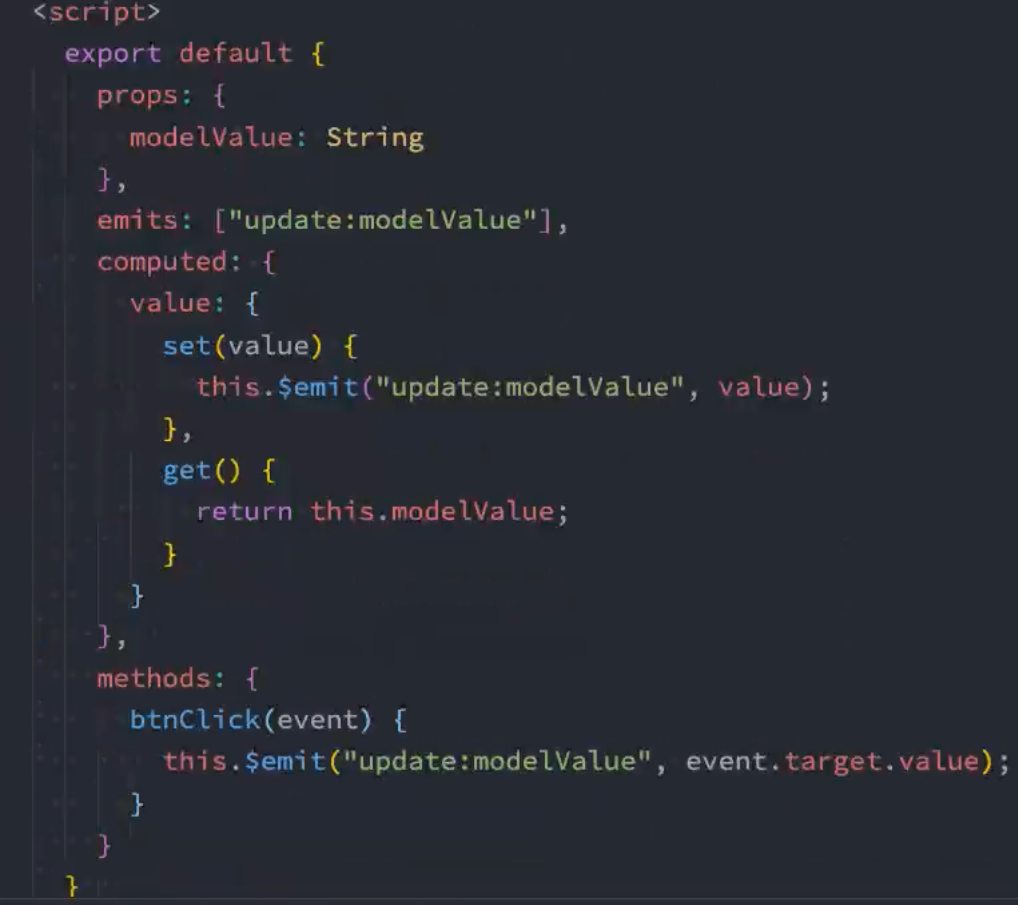 <script>
export default {
props: {
modelValue: String
},
emits: ["update:modelValue"],
computed: {
value: {
set(value) {
this.$emit("update:modelValue", value);
},
get() {
return this.modelValue;
}
}
},
methods: {
btnClick(event) {
this.$emit("update:modelValue", event.target.value);
}
}
}